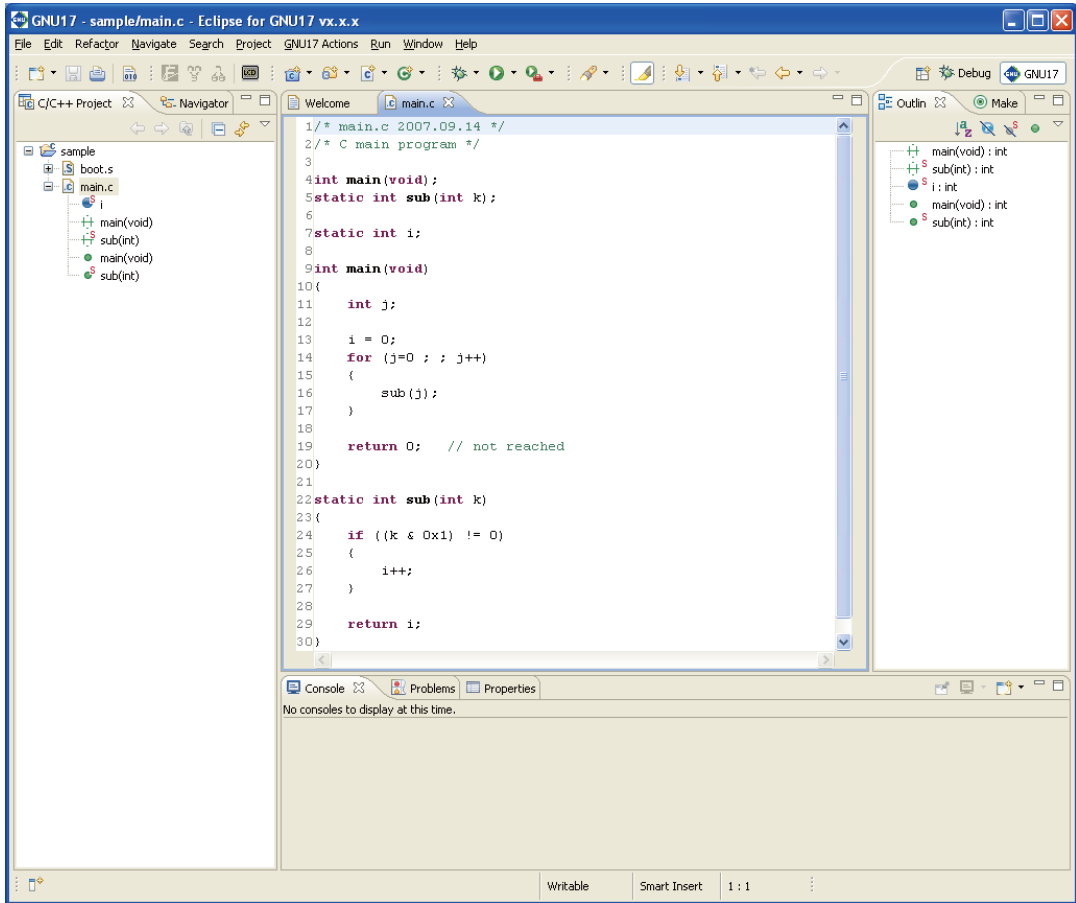 GNU17 - sample/main.c - Eclipse for GNU17 vx.x.x
File Edit Refactor Navigate Search Project GNU17 Actions Run Window Help
Debug GNU17
C/C++ Project Navigator
sample
boot.s
main.c
i
main(void)
sub(int)
main(void)
sub(int)
Welcome main.c
1/* main.c 2007.09.14 */
2/* C main program */
3
4int main(void);
5static int sub(int k);
6
7static int i;
8
9int main(void)
10{
11    int j;
12
13    i = 0;
14    for (j=0 ; ; j++)
15    {
16        sub(j);
17    }
18
19    return 0;   // not reached
20}
21
22static int sub(int k)
23{
24    if ((k & 0x1) != 0)
25    {
26        i++;
27    }
28
29    return i;
30}
Outlin Make
main(void) : int
sub(int) : int
i : int
main(void) : int
sub(int) : int
Console Problems Properties
No consoles to display at this time.
Writable Smart Insert 1 : 1